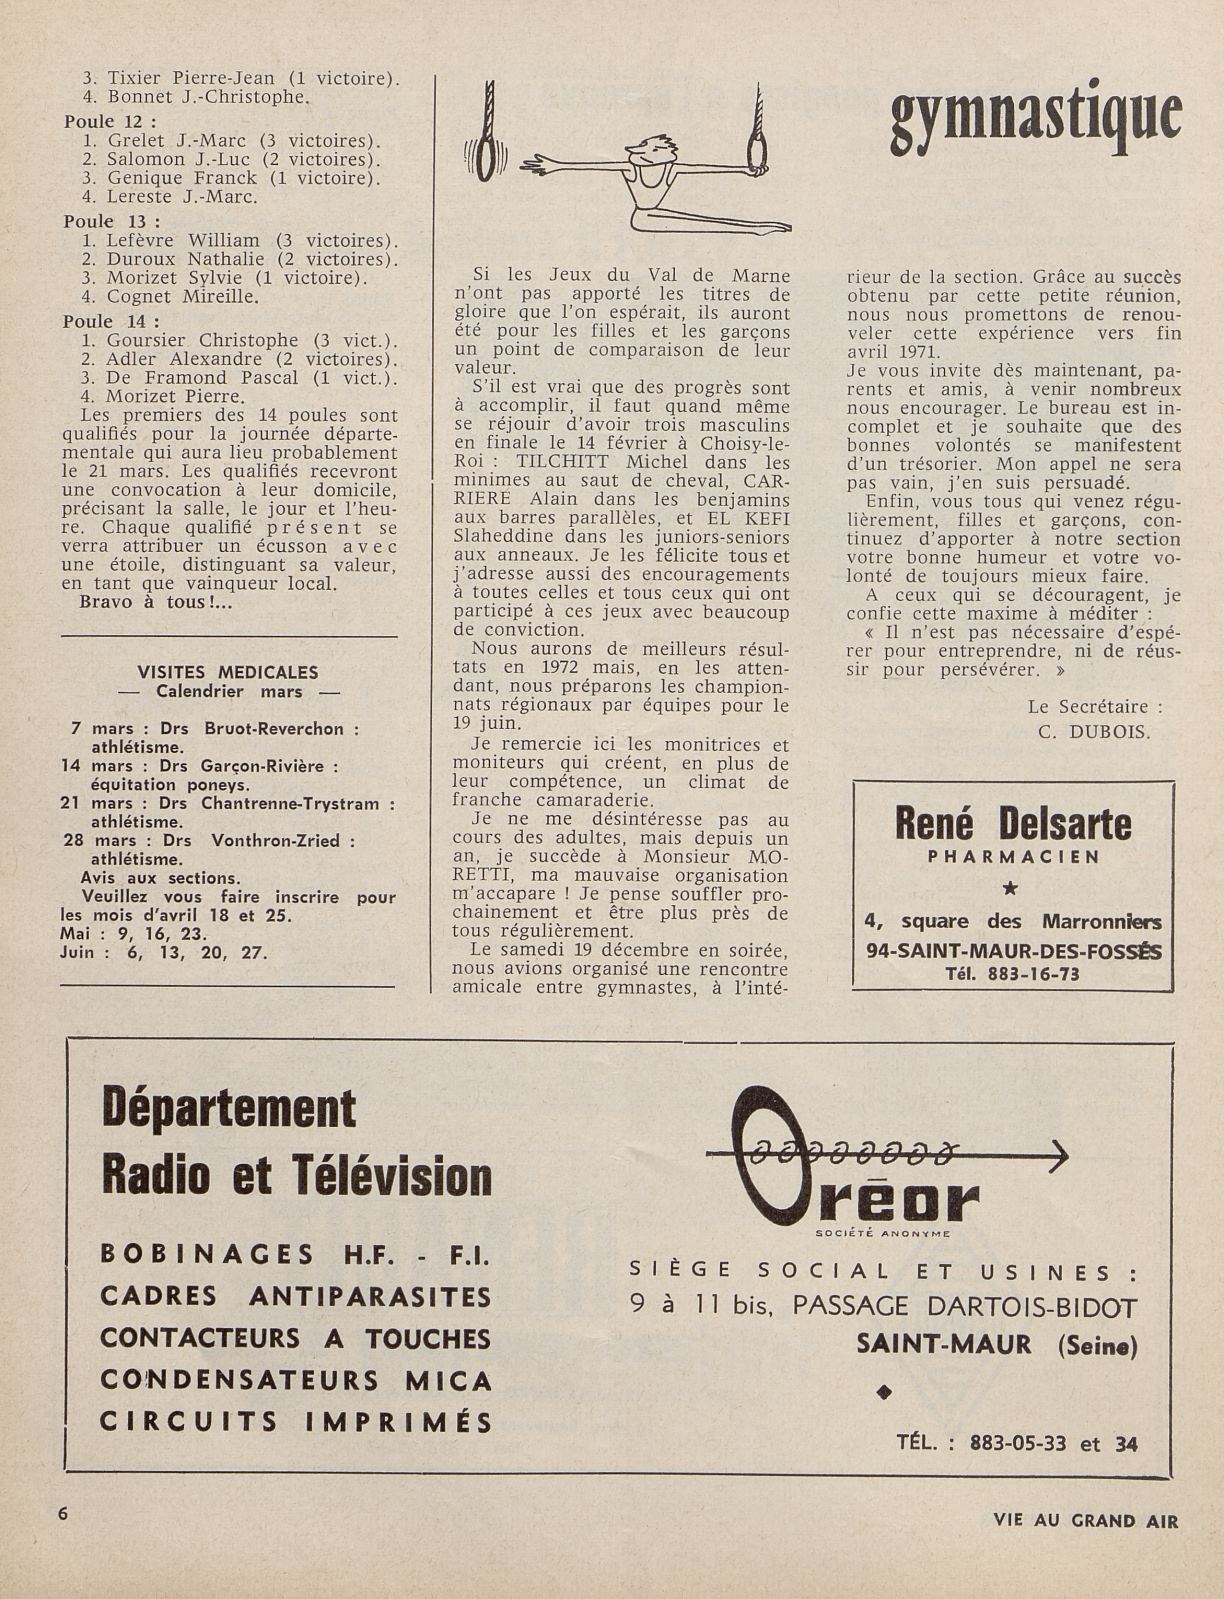 3. Tixier Pierre-Jean (1 victoire).
4. Bonnet J.-Christophe.
Poule 12 :
1. Grelet J.-Marc (3 victoires).
2. Salomon J.-Luc (2 victoires).
3. Genique Franck (1 victoire).
4. Lereste J.-Marc.
Poule 13 :
1. Lefèvre William (3 victoires).
2. Duroux Nathalie (2 victoires).
3. Morizet Sylvie (1 victoire).
4. Cognet Mireille.
Poule 14 :
1. Goursier Christophe (3 vict.).
2. Adler Alexandre (2 victoires).
3. De Framond Pascal (1 vict.).
4. Morizet Pierre.
Les premiers des 14 poules sont
qualifiés pour la journée départe-
mentale qui aura lieu probablement
le 21 mars. Les qualifiés recevront
une convocation à leur domicile,
précisant la salle, le jour et l'heu-
re. Chaque qualifié présent se
verra attribuer un écusson avec
une étoile, distinguant sa valeur,
en tant que vainqueur local.
Bravo à tous !...
VISITES MEDICALES
— Calendrier mars —
7 mars : Drs Bruot-Reverchon :
athlétisme.
14 mars : Drs Garçon-Rivière :
équitation poneys.
21 mars : Drs Chantrenne-Trystram :
athlétisme.
28 mars : Drs Vonthron-Zried :
athlétisme.
Avis aux sections.
Veuillez vous faire inscrire pour
les mois d'avril 18 et 25.
Mai : 9, 16, 23.
Juin : 6, 13, 20, 27.
gymnastique
Si les Jeux du Val de Marne
n'ont pas apporté les titres de
gloire que l'on espérait, ils auront
été pour les filles et les garçons
un point de comparaison de leur
valeur.
S'il est vrai que des progrès sont
à accomplir, il faut quand même
se réjouir d'avoir trois masculins
en finale le 14 février à Choisy-le-
Roi : TILCHITT Michel dans les
minimes au saut de cheval, CAR-
RIERE Alain dans les benjamins
aux barres parallèles, et EL KEFI
Slaheddine dans les juniors-seniors
aux anneaux. Je les félicite tous et
j'adresse aussi des encouragements
à toutes celles et tous ceux qui ont
participé à ces jeux avec beaucoup
de conviction.
Nous aurons de meilleurs résul-
tats en 1972 mais, en les atten-
dant, nous préparons les champion-
nats régionaux par équipes pour le
19 juin.
Je remercie ici les monitrices et
moniteurs qui créent, en plus de
leur compétence, un climat de
franche camaraderie.
Je ne me désintéresse pas au
cours des adultes, mais depuis un
an, je succède à Monsieur MO-
RETTI, ma mauvaise organisation
m'accapare ! Je pense souffler pro-
chainement et être plus près de
tous régulièrement.
Le samedi 19 décembre en soirée,
nous avions organisé une rencontre
amicale entre gymnastes, à l'inté-
rieur de la section. Grâce au succès
obtenu par cette petite réunion,
nous nous promettons de renou-
veler cette expérience vers fin
avril 1971.
Je vous invite dès maintenant, pa-
rents et amis, à venir nombreux
nous encourager. Le bureau est in-
complet et je souhaite que des
bonnes volontés se manifestent
d'un trésorier. Mon appel ne sera
pas vain, j'en suis persuadé.
Enfin, vous tous qui venez régu-
lièrement, filles et garçons, con-
tinuez d'apporter à notre section
votre bonne humeur et votre vo-
lonté de toujours mieux faire.
A ceux qui se découragent, je
confie cette maxime à méditer :
« Il n'est pas nécessaire d'espé-
rer pour entreprendre, ni de réus-
sir pour persévérer. »
Le Secrétaire :
C. DUBOIS.
René Delsarte
PHARMACIEN
★
4, square des Marronniers
94-SAINT-MAUR-DES-FOSSÉS
Tél. 883-16-73
Département
Radio et Télévision
BOBINAGES H.F. - F.I.
CADRES ANTIPARASITES
CONTACTEURS A TOUCHES
CONDENSATEURS MICA
CIRCUITS IMPRIMÉS
Oréor
SOCIÉTÉ ANONYME
SIÈGE SOCIAL ET USINES :
9 à 11 bis, PASSAGE DARTOIS-BIDOT
SAINT-MAUR (Seine)
◆
TÉL. : 883-05-33 et 34
6
VIE AU GRAND AIR